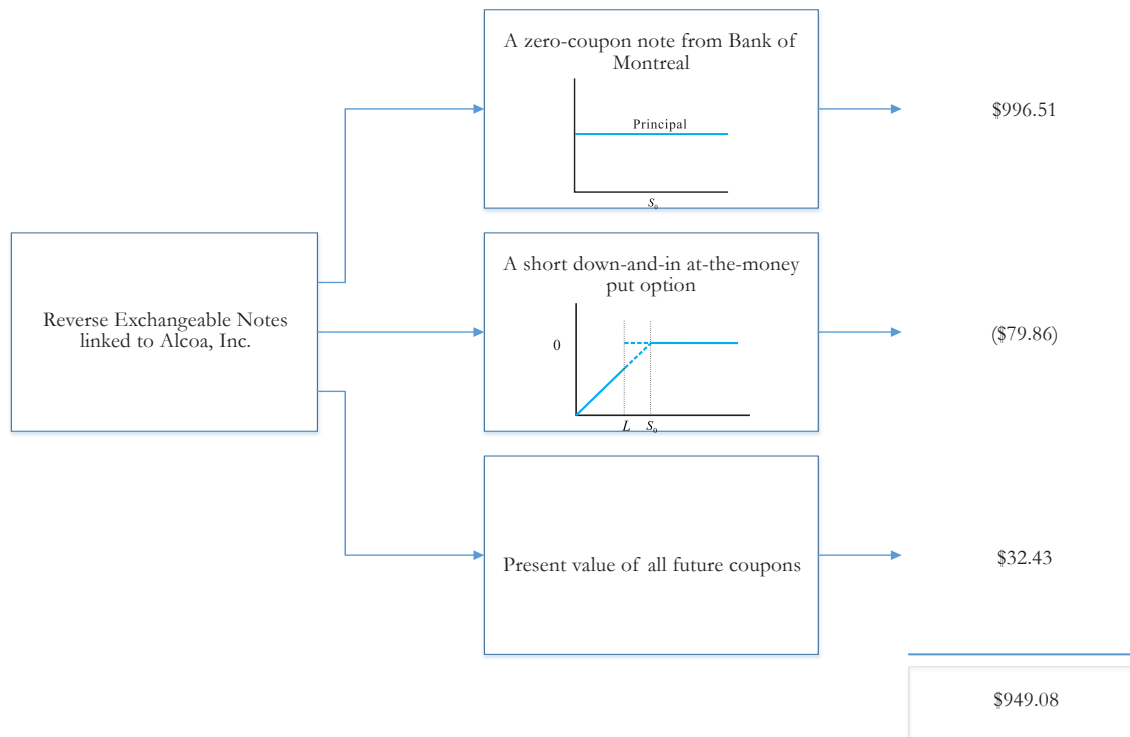 A zero-coupon note from Bank of
Montreal
Principal
S₀
$996.51
Reverse Exchangeable Notes
linked to Alcoa, Inc.
A short down-and-in at-the-money
put option
0
L S₀
($79.86)
Present value of all future coupons
$32.43
$949.08